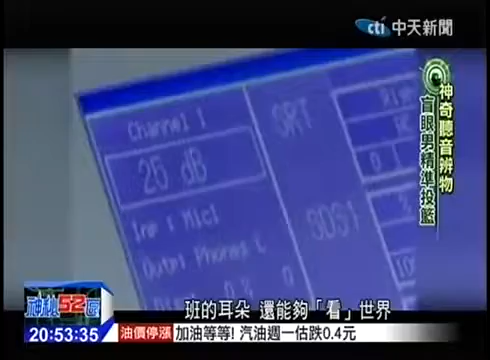 cti 中天新聞
神奇聽音辨物
盲眼男精準投籃
Channel 1
25 dB
Inp : Mic1
Outp: Phones
SRT
SDS1
班的耳朵 還能夠「看」世界
神秘52區
20:53:35
油價停漲 加油等等! 汽油週一估跌0.4元